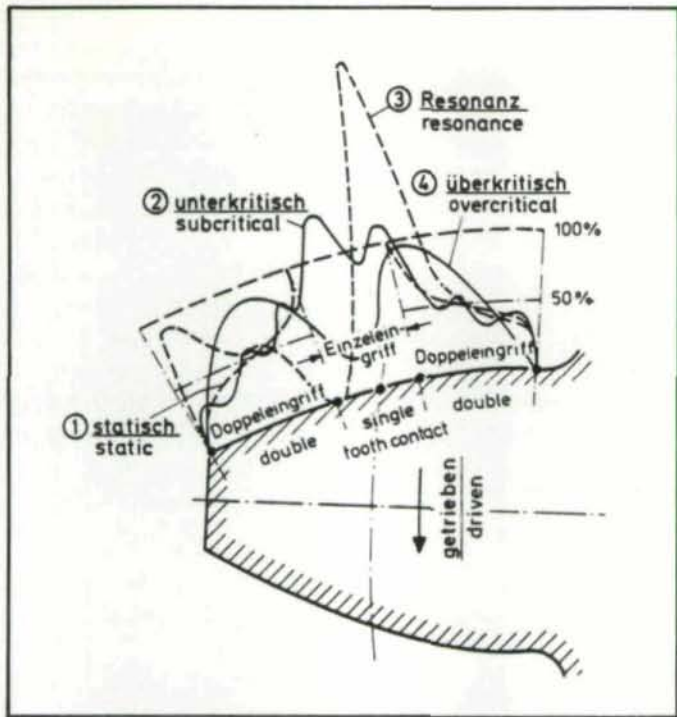 ③ Resonanz
resonance
④ überkritisch
overcritical
② unterkritisch
subcritical
100%
50%
Einzelein-
griff
Doppeleingriff
Doppeleingriff
① statisch
static
double
single
double
tooth contact
getrieben
driven